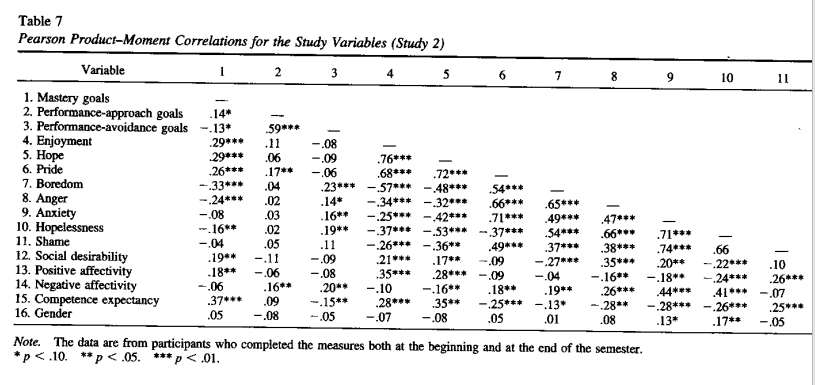 Table 7
Pearson Product–Moment Correlations for the Study Variables (Study 2)
Variable 1 2 3 4 5 6 7 8 9 10 11
1. Mastery goals —
2. Performance-approach goals .14* —
3. Performance-avoidance goals −.13* .59*** —
4. Enjoyment .29*** .11 −.08 —
5. Hope .29*** .06 −.09 .76*** —
6. Pride .26*** .17** −.06 .68*** .72*** —
7. Boredom −.33*** .04 .23*** −.57*** −.48*** .54*** —
8. Anger −.24*** .02 .14* −.34*** −.32*** .66*** .65*** —
9. Anxiety −.08 .03 .16** −.25*** −.42*** .71*** .49*** .47*** —
10. Hopelessness −.16** .02 .19** −.37*** −.53*** −.37*** .54*** .66*** .71*** —
11. Shame −.04 .05 .11 −.26*** −.36** .49*** .37*** .38*** .74*** .66 —
12. Social desirability .19** −.11 −.09 .21*** .17** −.09 −.27*** .35*** .20** −.22*** .10
13. Positive affectivity .18** −.06 −.08 .35*** .28*** −.09 −.04 −.16** −.18** −.24*** .26***
14. Negative affectivity −.06 .16** .20** −.10 −.16** .18** .19** .26*** .44*** .41*** −.07
15. Competence expectancy .37*** .09 −.15** .28*** .35** −.25*** −.13* −.28** −.28*** −.26*** .25***
16. Gender .05 −.08 −.05 −.07 −.08 .05 .01 .08 .13* .17** −.05
Note. The data are from participants who completed the measures both at the beginning and at the end of the semester.
*p < .10. **p < .05. ***p < .01.